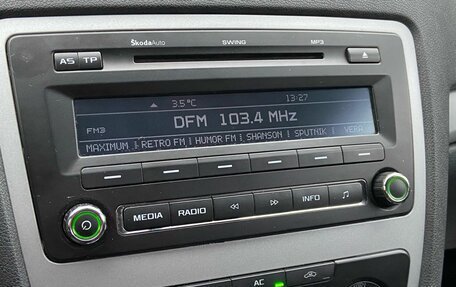 ŠkodaAuto SWING MP3
AS TP
3.5 °C 13:27
DFM 103.4 MHz
FM3
MAXIMUM RETRO FM HUMOR FM SHANSON SPUTNIK VERA
MEDIA RADIO INFO
AC